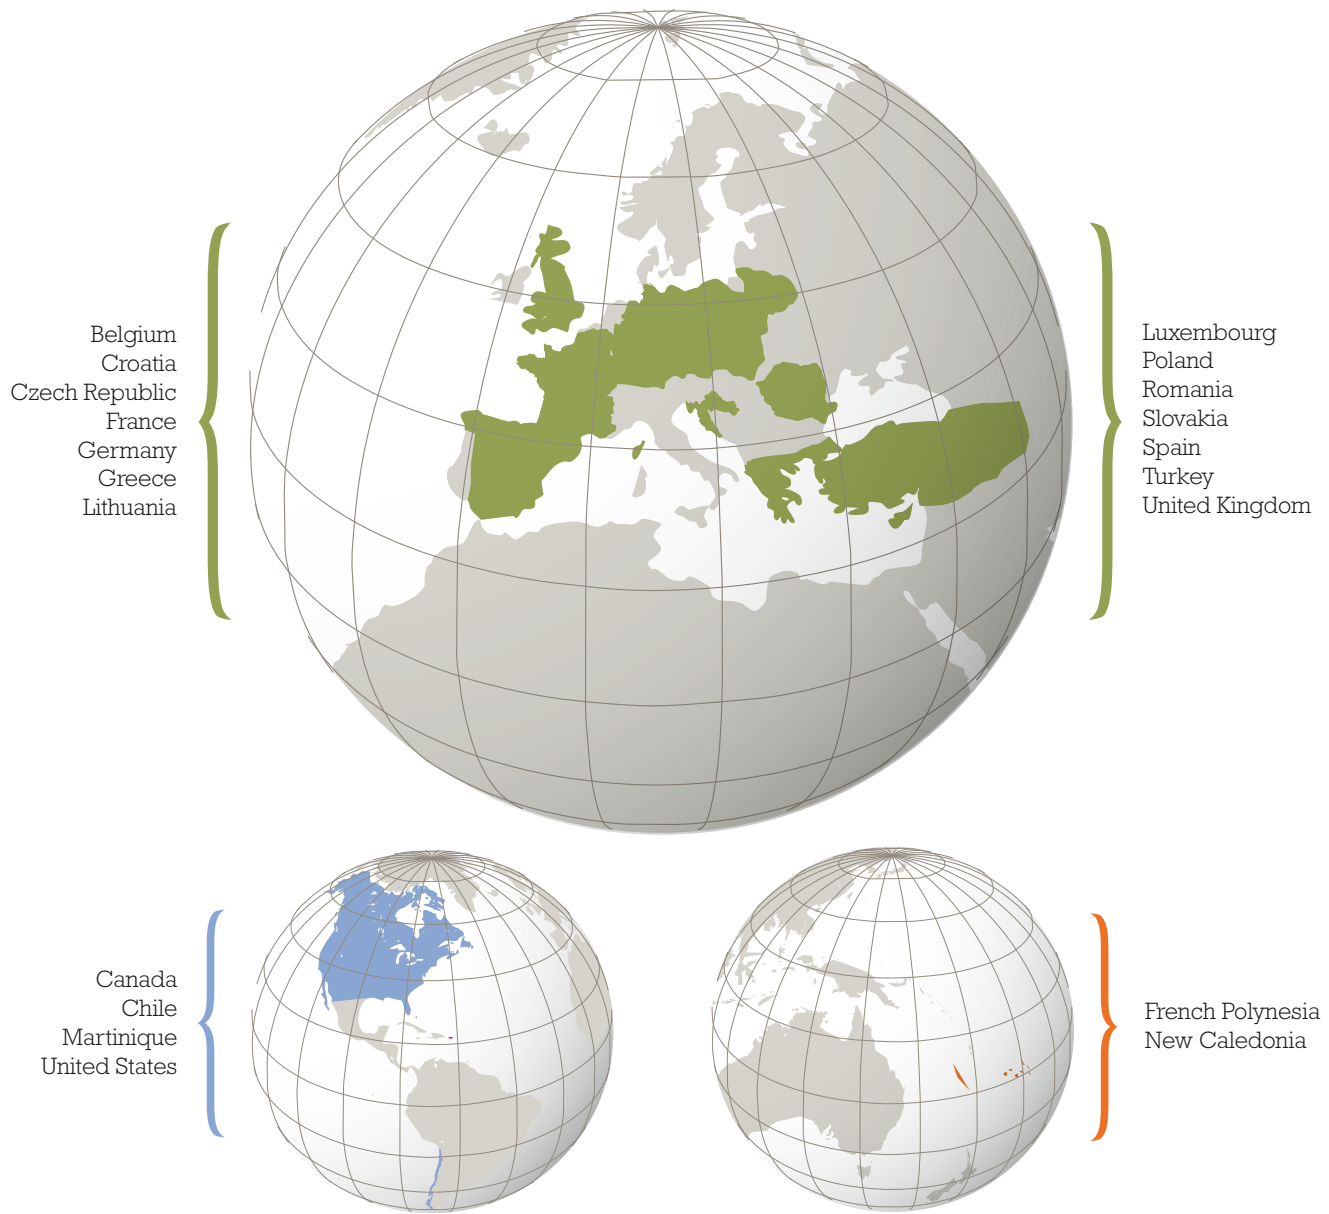 Belgium
Croatia
Czech Republic
France
Germany
Greece
Lithuania
Luxembourg
Poland
Romania
Slovakia
Spain
Turkey
United Kingdom
Canada
Chile
Martinique
United States
French Polynesia
New Caledonia